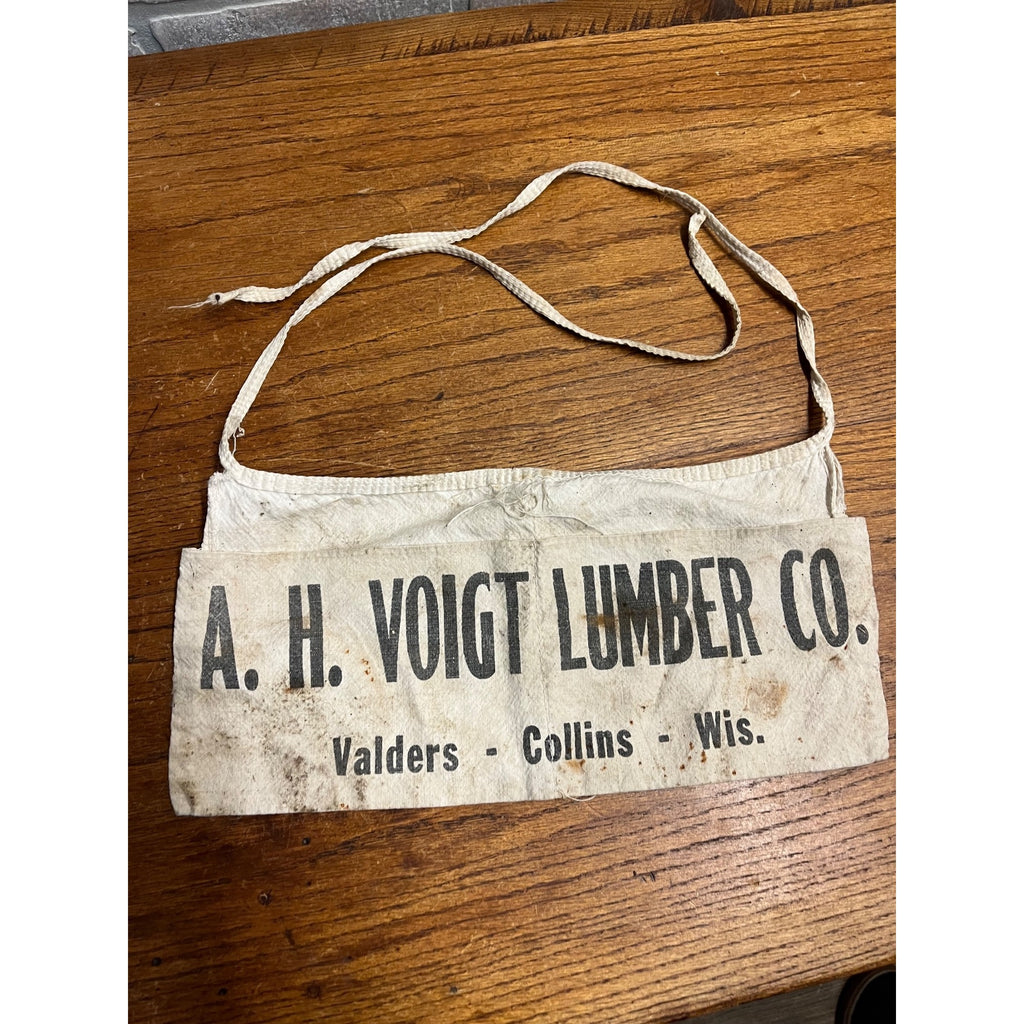 A. H. VOIGT LUMBER CO.
Valders - Collins - Wis.